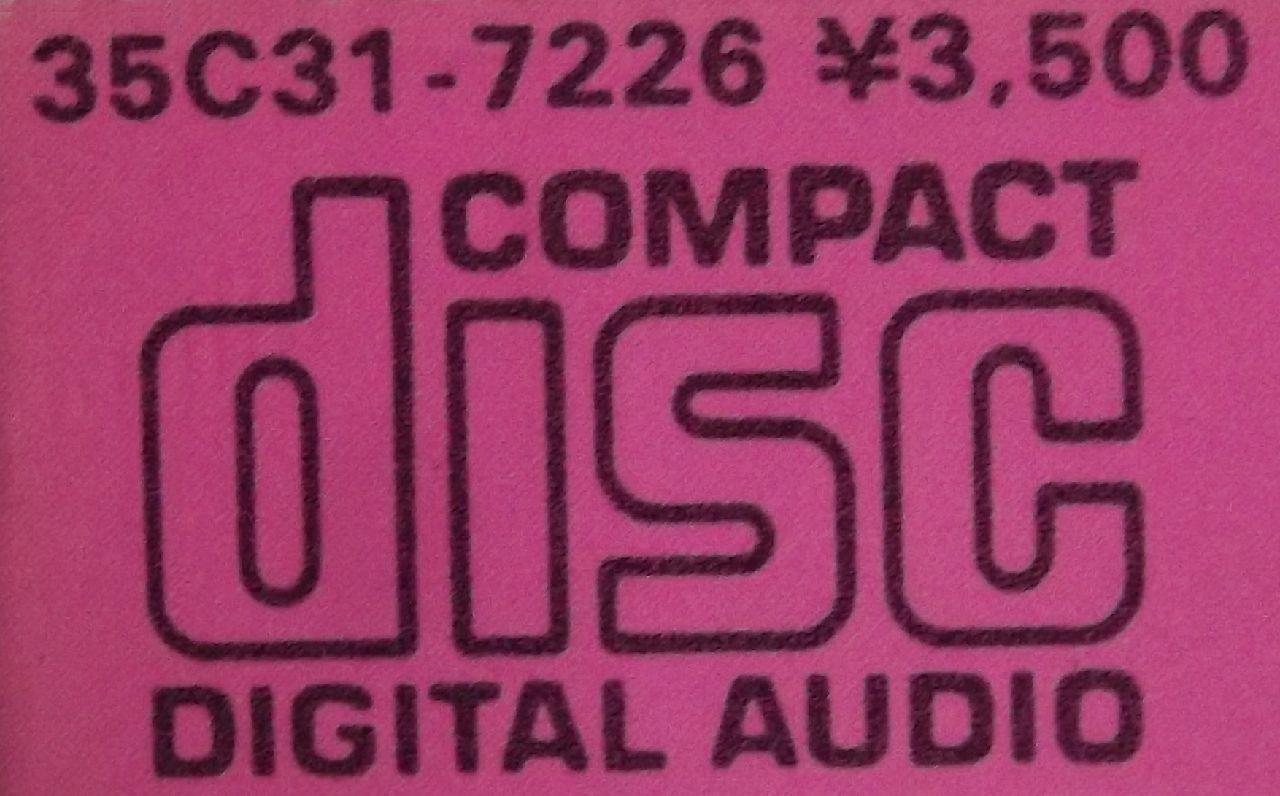 35C31-7226 ¥3,500
COMPACT
disc
DIGITAL AUDIO